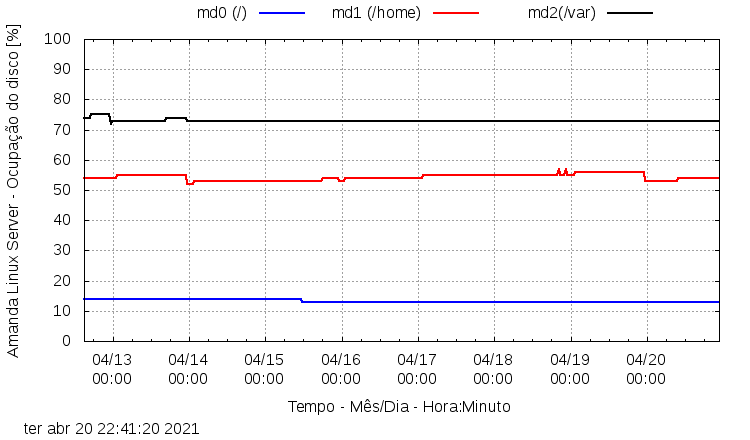 md0 (/) md1 (/home) md2(/var)
Amanda Linux Server - Ocupação do disco [%]
100
90
80
70
60
50
40
30
20
10
0
04/13 04/14 04/15 04/16 04/17 04/18 04/19 04/20
00:00 00:00 00:00 00:00 00:00 00:00 00:00 00:00
Tempo - Mês/Dia - Hora:Minuto
ter abr 20 22:41:20 2021